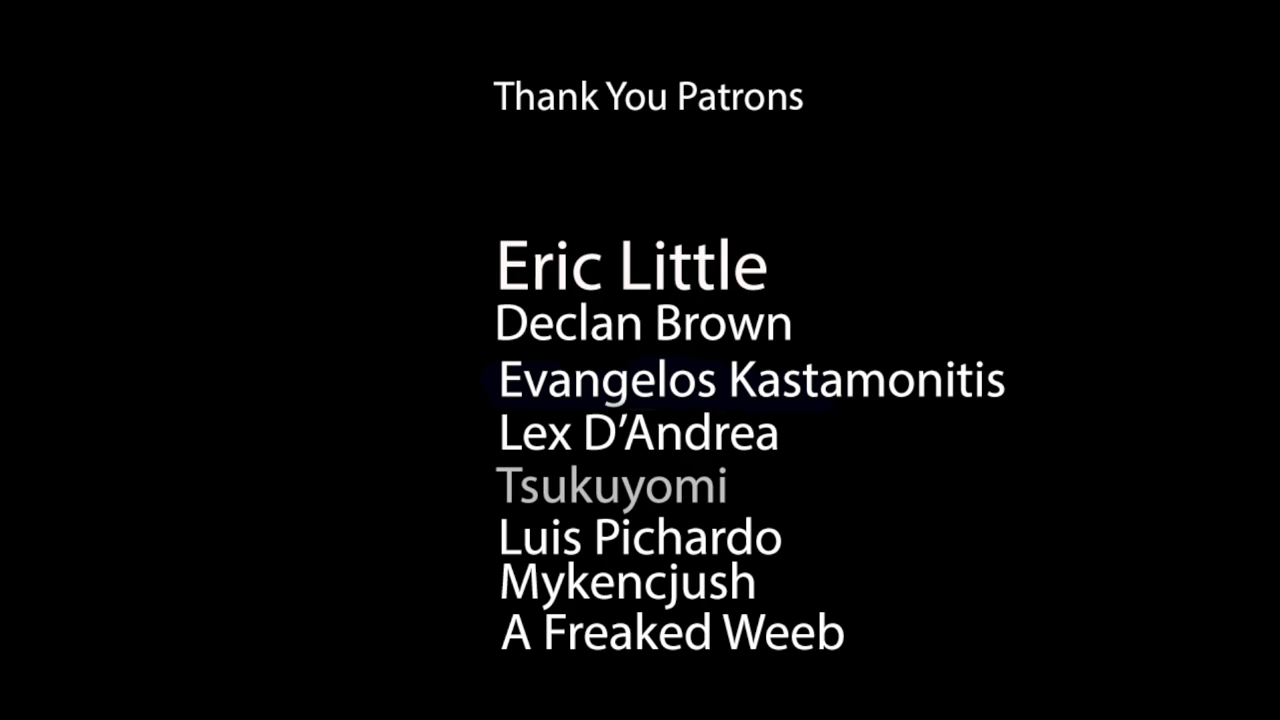 Thank You Patrons
Eric Little
Declan Brown
Evangelos Kastamonitis
Lex D’Andrea
Tsukuyomi
Luis Pichardo
Mykencjush
A Freaked Weeb